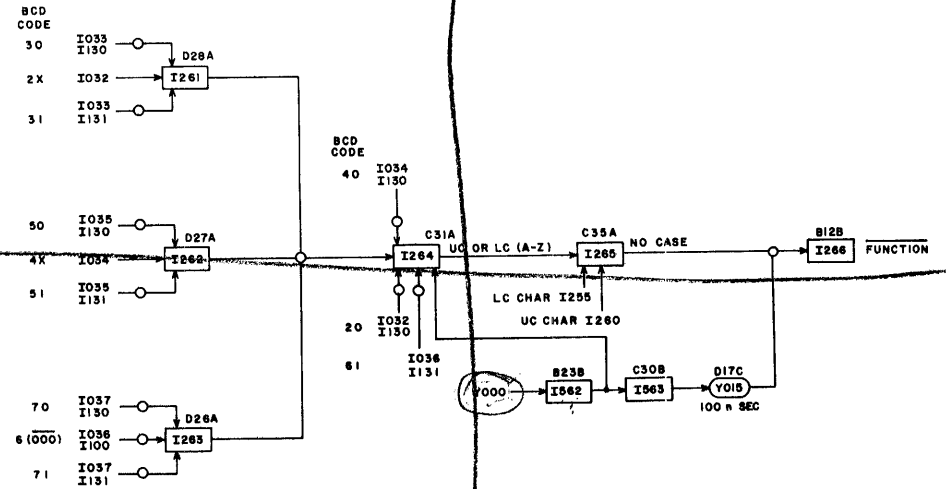 BCD
CODE
30 I033
I130
D28A
2X I032 I261
31 I033
I131
BCD
CODE
40 I034
I130
50 I035
I130
D27A
4X I034 I262
51 I035
I131
C31A
I264 UC OR LC (A-Z)
C35A
I265 NO CASE
B12B
I266 FUNCTION
LC CHAR I255
UC CHAR I260
20 I032
I130
61 I036
I131
Y000
B23B
I562
C30B
I563
D17C
Y015
100 n SEC
70 I037
I130
D26A
6(000) I036
I100
I263
71 I037
I131